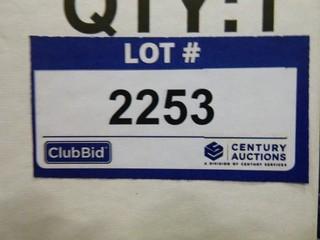 QTY:1
LOT #
2253
ClubBid
CENTURY
AUCTIONS
A DIVISION OF CENTURY SERVICES